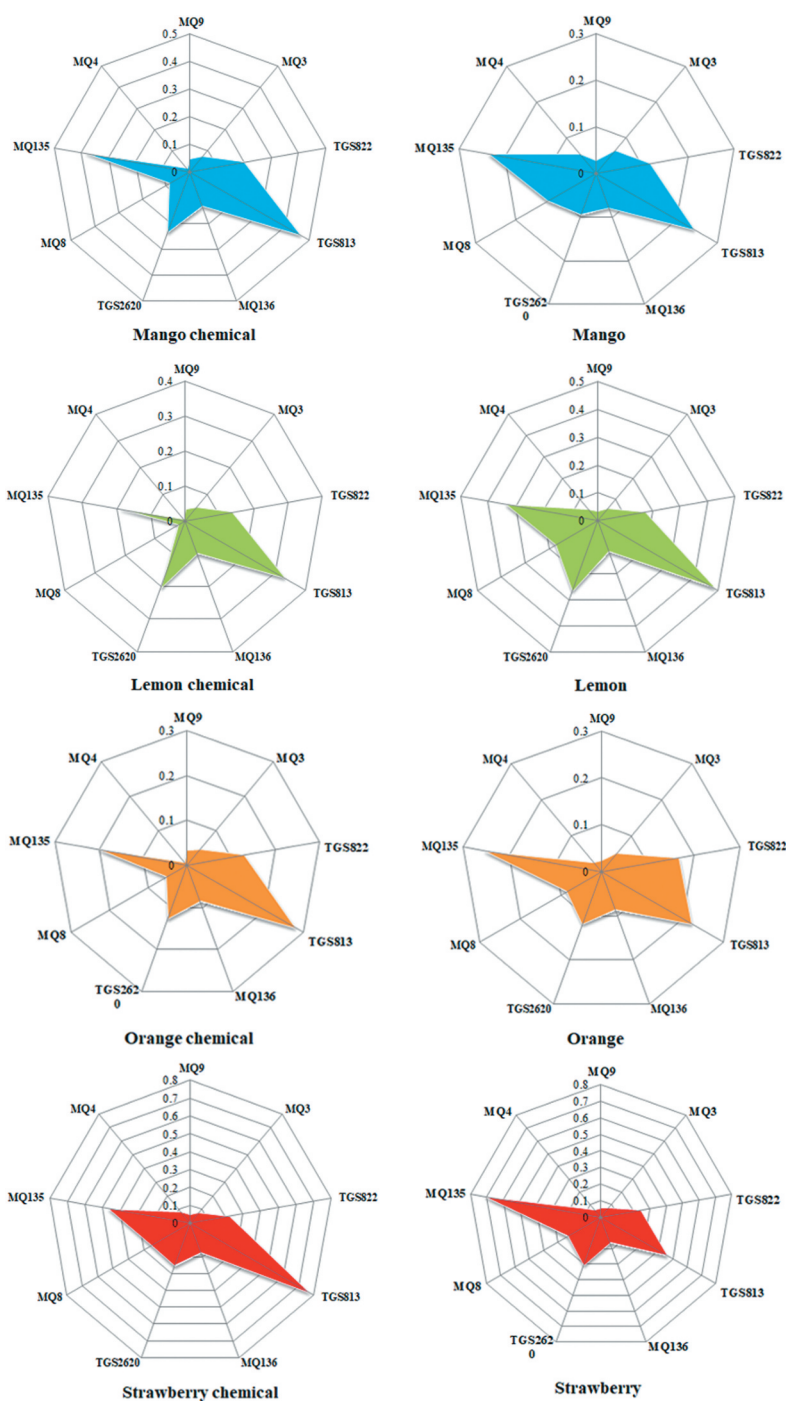 MQ9
0.5
0.4
0.3
0.2
0.1
0
MQ3
TGS822
TGS813
MQ136
TGS2620
MQ8
MQ135
MQ4
Mango chemical
MQ9
0.3
0.2
0.1
0
MQ3
TGS822
TGS813
MQ136
TGS262
0
MQ8
MQ135
MQ4
Mango
MQ9
0.4
0.3
0.2
0.1
0
MQ3
TGS822
TGS813
MQ136
TGS2620
MQ8
MQ135
MQ4
Lemon chemical
MQ9
0.5
0.4
0.3
0.2
0.1
0
MQ3
TGS822
TGS813
MQ136
TGS2620
MQ8
MQ135
MQ4
Lemon
MQ9
0.3
0.2
0.1
0
MQ3
TGS822
TGS813
MQ136
TGS262
0
MQ8
MQ135
MQ4
Orange chemical
MQ9
0.3
0.2
0.1
0
MQ3
TGS822
TGS813
MQ136
TGS2620
MQ8
MQ135
MQ4
Orange
MQ9
0.8
0.7
0.6
0.5
0.4
0.3
0.2
0.1
0
MQ3
TGS822
TGS813
MQ136
TGS2620
MQ8
MQ135
MQ4
Strawberry chemical
MQ9
0.8
0.7
0.6
0.5
0.4
0.3
0.2
0.1
0
MQ3
TGS822
TGS813
MQ136
TGS262
0
MQ8
MQ135
MQ4
Strawberry